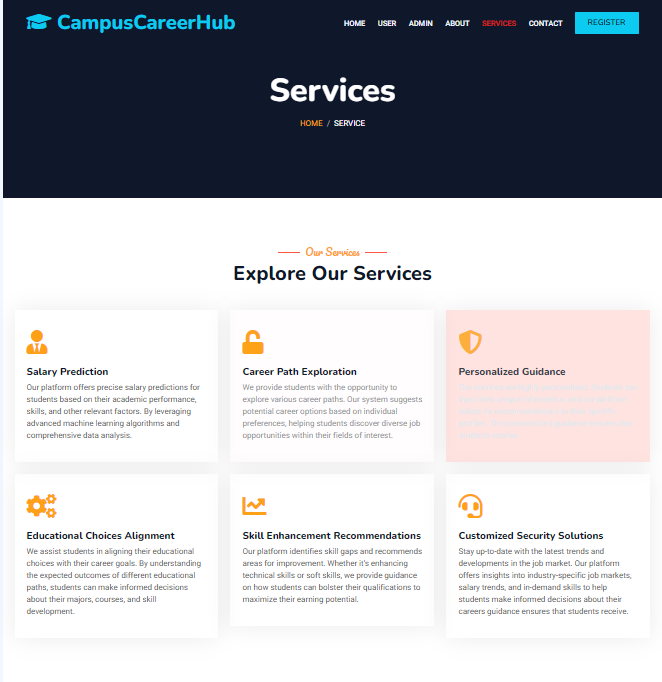 CampusCareerHub
HOME USER ADMIN ABOUT SERVICES CONTACT REGISTER
Services
HOME / SERVICE
Our Services
Explore Our Services
Salary Prediction
Our platform offers precise salary predictions for
students based on their academic performance,
skills, and other relevant factors. By leveraging
advanced machine learning algorithms and
comprehensive data analysis.
Career Path Exploration
We provide students with the opportunity to
explore various career paths. Our system suggests
potential career options based on individual
preferences, helping students discover diverse job
opportunities within their fields of interest.
Personalized Guidance
Educational Choices Alignment
We assist students in aligning their educational
choices with their career goals. By understanding
the expected outcomes of different educational
paths, students can make informed decisions
about their majors, courses, and skill
development.
Skill Enhancement Recommendations
Our platform identifies skill gaps and recommends
areas for improvement. Whether it's enhancing
technical skills or soft skills, we provide guidance
on how students can bolster their qualifications to
maximize their earning potential.
Customized Security Solutions
Stay up-to-date with the latest trends and
developments in the job market. Our platform
offers insights into industry-specific job markets,
salary trends, and in-demand skills to help
students make informed decisions about their
careers guidance ensures that students receive.